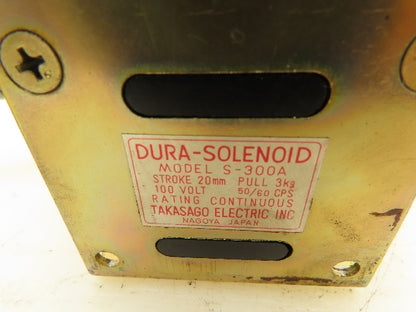 DURA-SOLENOID
MODEL S-300A
STROKE 20mm PULL 3kg
100 VOLT 50/60 CPS
RATING CONTINUOUS
TAKASAGO ELECTRIC INC
NAGOYA JAPAN